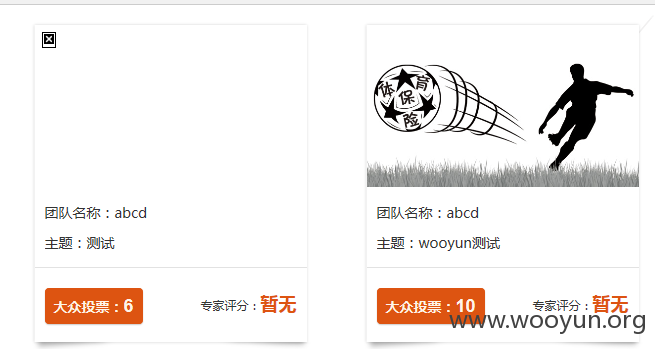 团队名称：abcd
主题：测试
大众投票：6
专家评分：暂无
体育
保
险
团队名称：abcd
主题：wooyun测试
大众投票：10
专家评分：暂无
www.wooyun.org